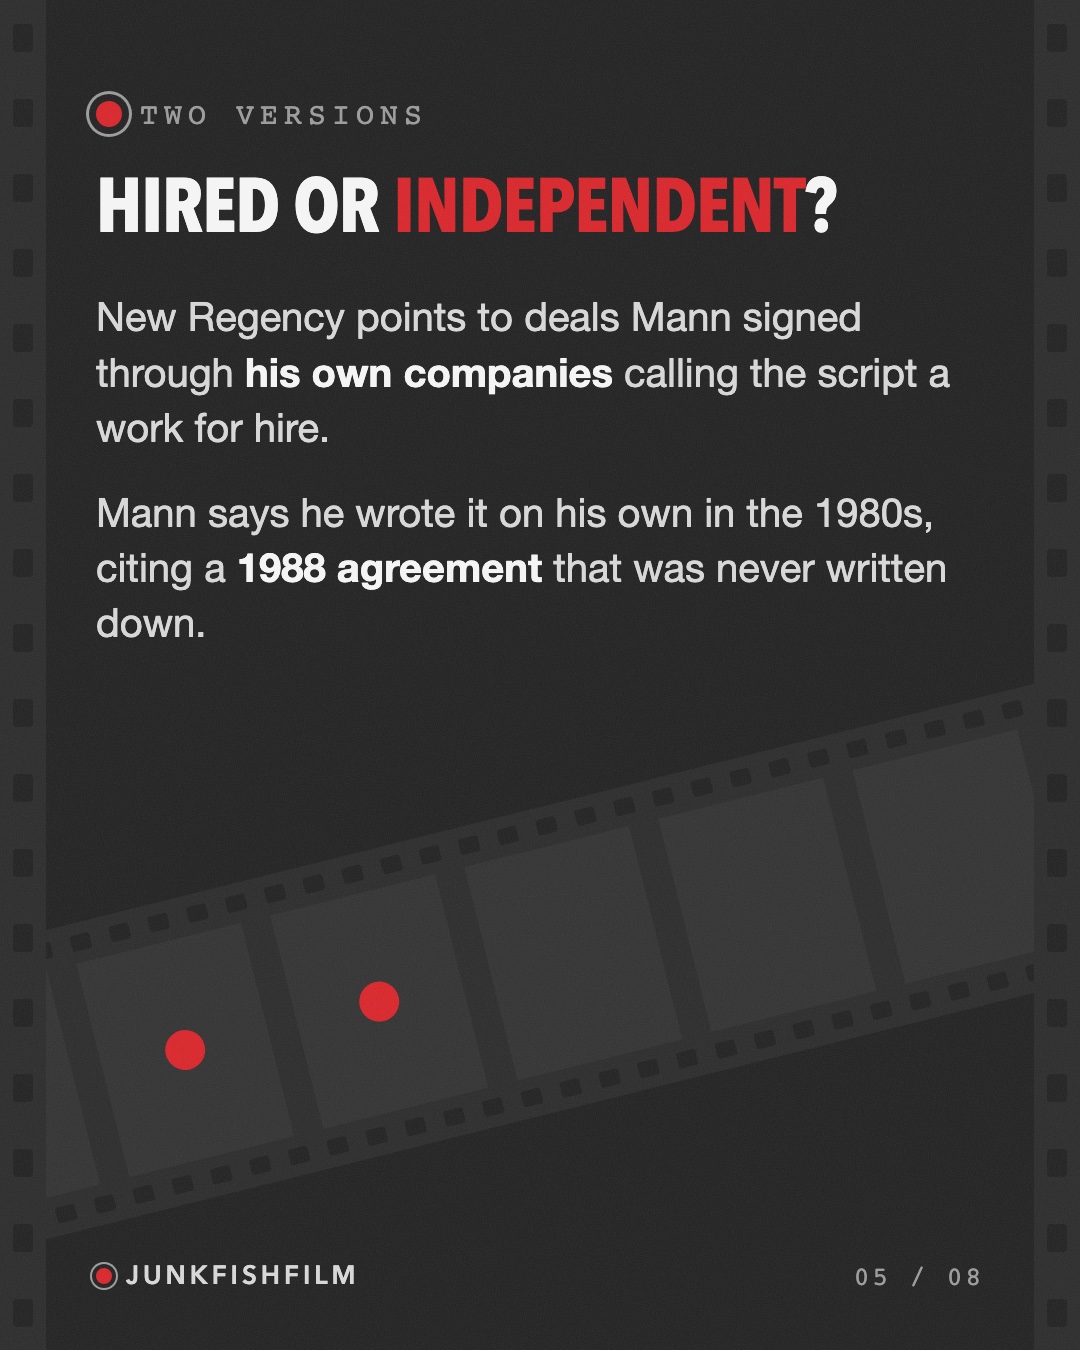 TWO VERSIONS
HIRED OR INDEPENDENT?
New Regency points to deals Mann signed
through his own companies calling the script a
work for hire.
Mann says he wrote it on his own in the 1980s,
citing a 1988 agreement that was never written
down.
JUNKFISHFILM
05 / 08